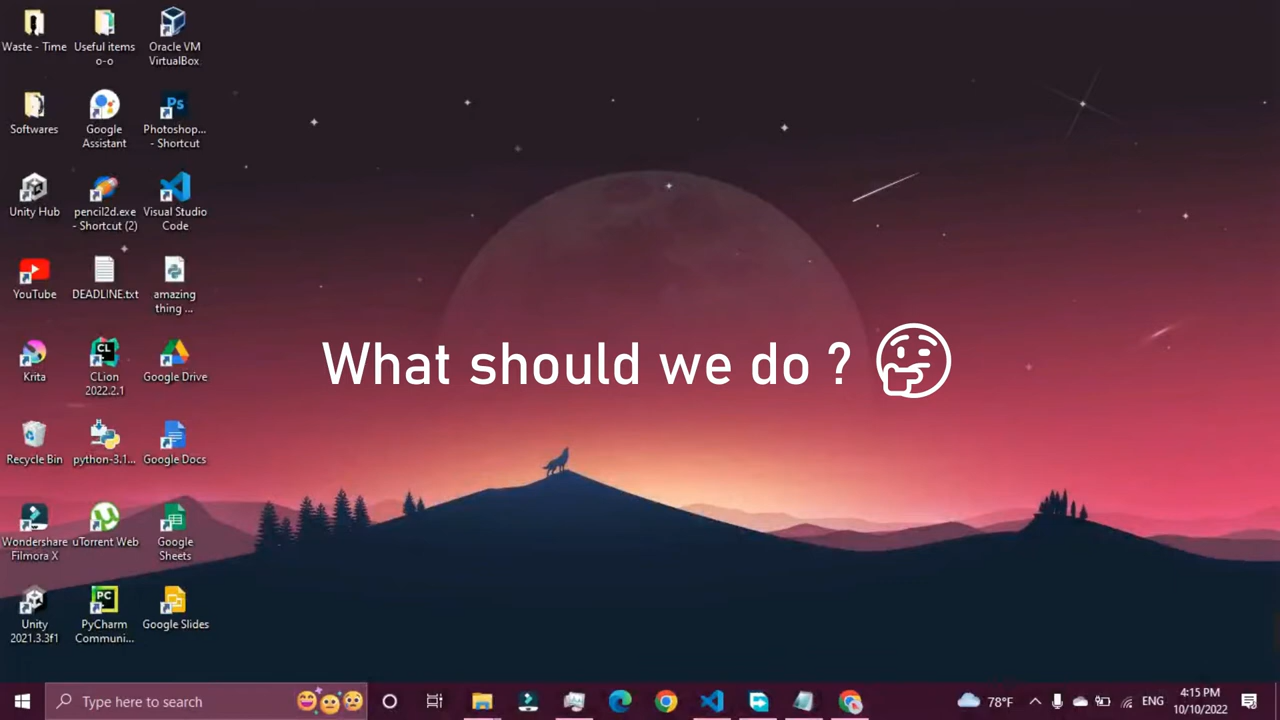 Waste - Time
Useful items
o-o
Oracle VM
VirtualBox
Softwares
Google
Assistant
Ps
Photoshop...
- Shortcut
Unity Hub
pencil2d.exe
- Shortcut (2)
Visual Studio
Code
YouTube
DEADLINE.txt
amazing
thing ...
Krita
CL
CLion
2022.2.1
Google Drive
Recycle Bin
python-3.1...
Google Docs
Wondershare
Filmora X
uTorrent Web
Google
Sheets
Unity
2021.3.3f1
PC
PyCharm
Communi...
Google Slides
What should we do ?
Type here to search
78°F
ENG
4:15 PM
10/10/2022